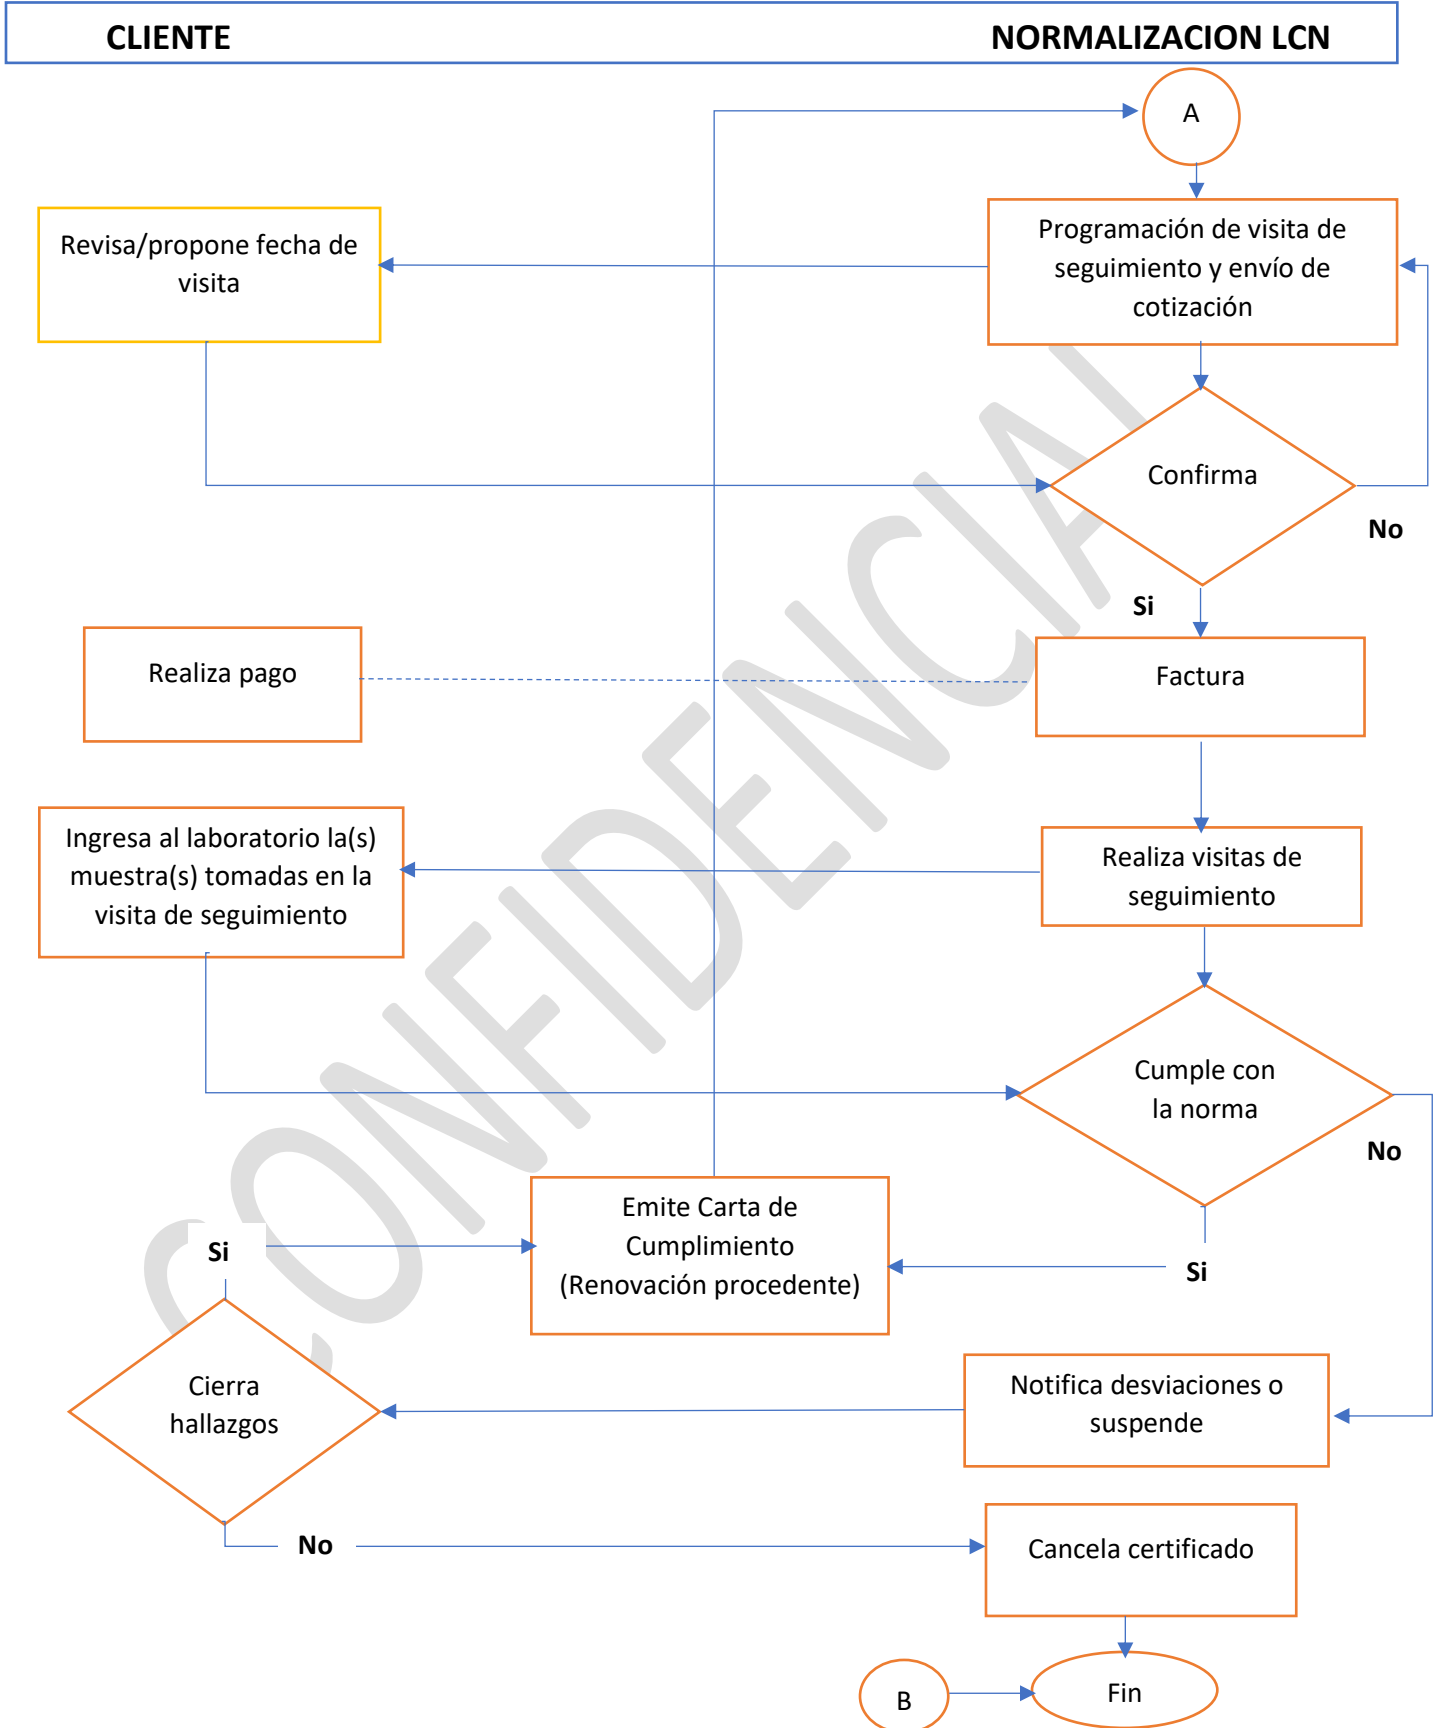 CLIENTE NORMALIZACION LCN
A
Programación de visita de
seguimiento y envío de
cotización
Revisa/propone fecha de
visita
Confirma
No
Si
Realiza pago
Factura
Ingresa al laboratorio la(s)
muestra(s) tomadas en la
visita de seguimiento
Realiza visitas de
seguimiento
Cumple con
la norma
No
Emite Carta de
Cumplimiento
(Renovación procedente)
Si
Si
Cierra
hallazgos
Notifica desviaciones o
suspende
No
Cancela certificado
B
Fin
CONFIDENCIAL